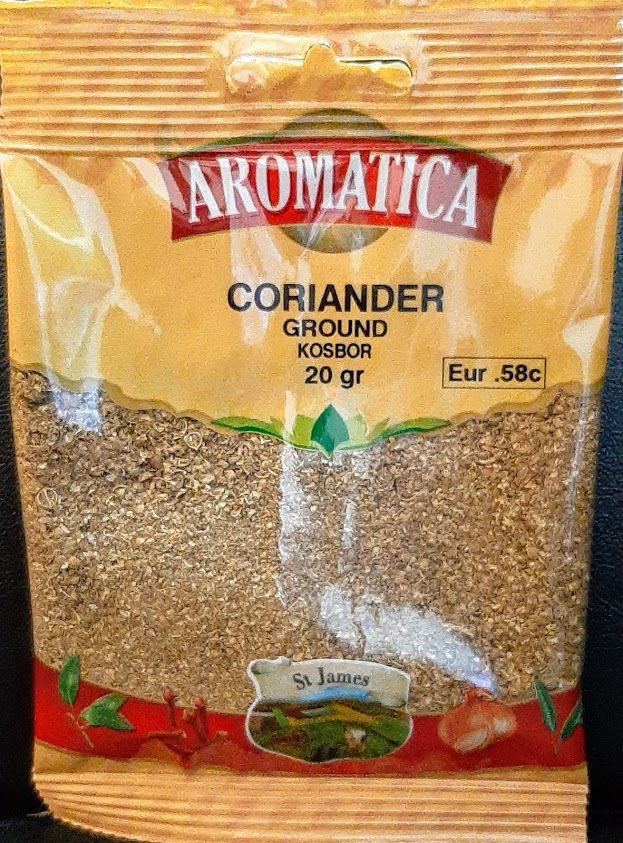 AROMATICA
CORIANDER
GROUND
KOSBOR
20 gr
Eur .58c
St James